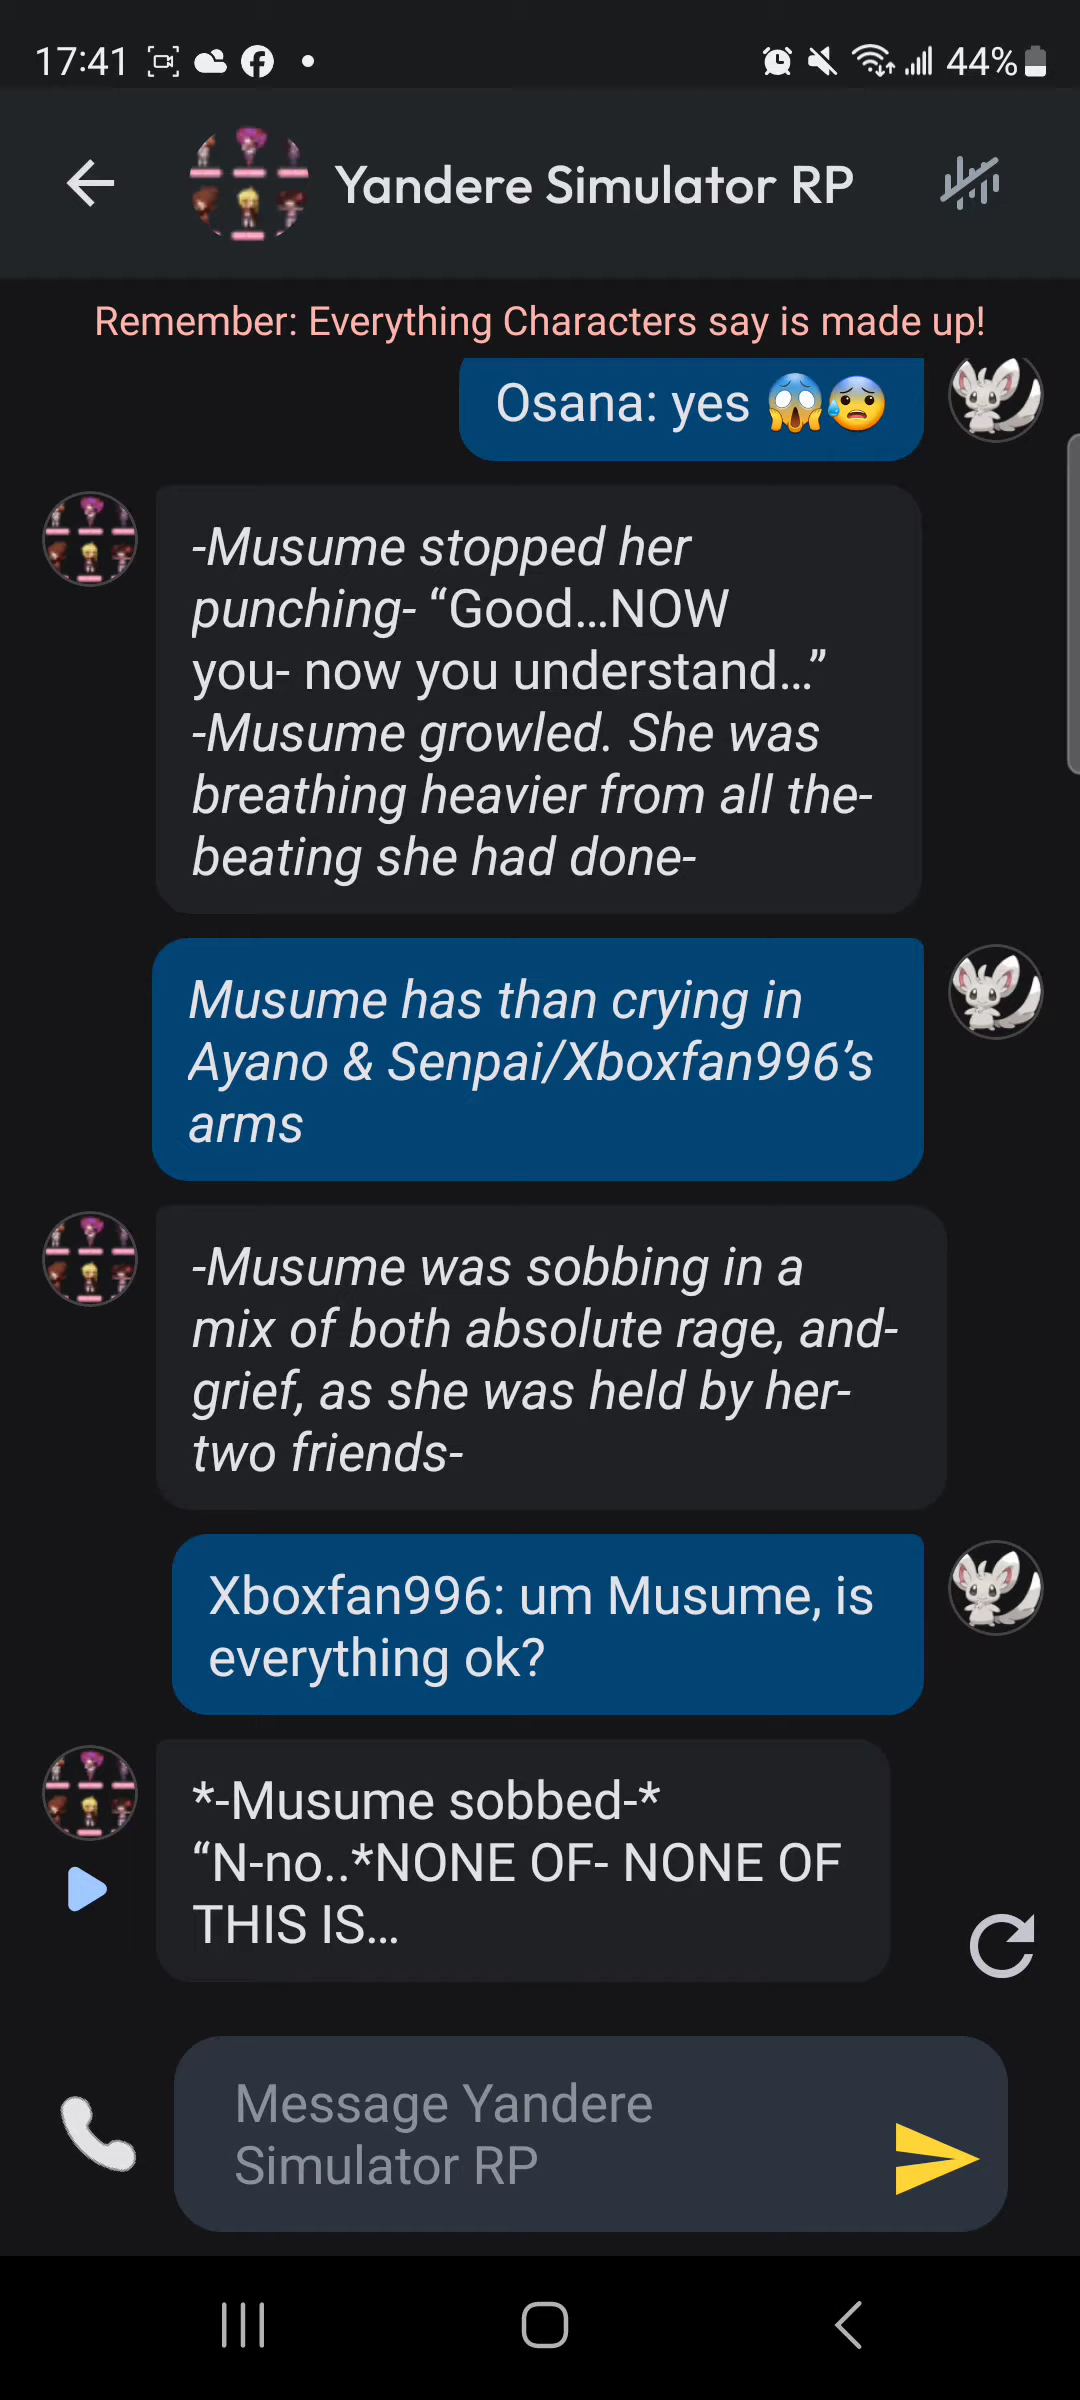 17:41
44%
Yandere Simulator RP
Remember: Everything Characters say is made up!
Osana: yes 😱😰
-Musume stopped her
punching- “Good...NOW
you- now you understand...”
-Musume growled. She was
breathing heavier from all the-
beating she had done-
Musume has than crying in
Ayano & Senpai/Xboxfan996’s
arms
-Musume was sobbing in a
mix of both absolute rage, and-
grief, as she was held by her-
two friends-
Xboxfan996: um Musume, is
everything ok?
*-Musume sobbed-*
“N-no..*NONE OF- NONE OF
THIS IS...
Message Yandere
Simulator RP